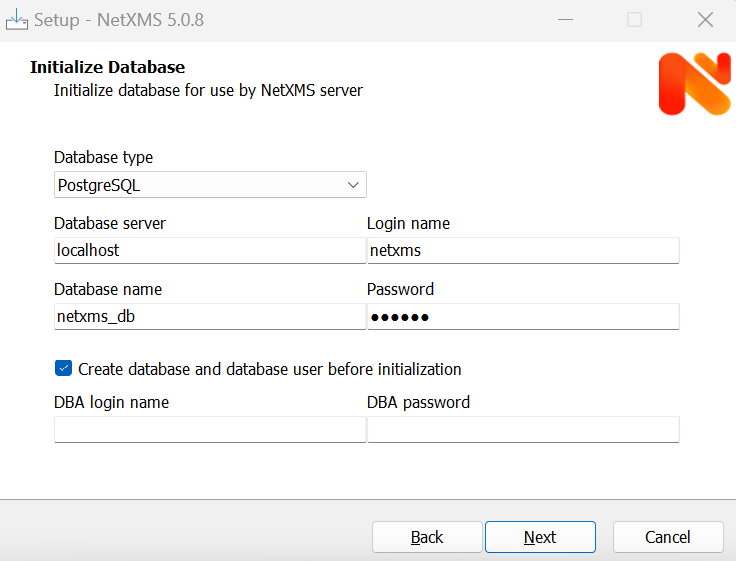 Setup - NetXMS 5.0.8
Initialize Database
Initialize database for use by NetXMS server
Database type
PostgreSQL
Database server Login name
localhost netxms
Database name Password
netxms_db ●●●●●●
Create database and database user before initialization
DBA login name DBA password
Back Next Cancel